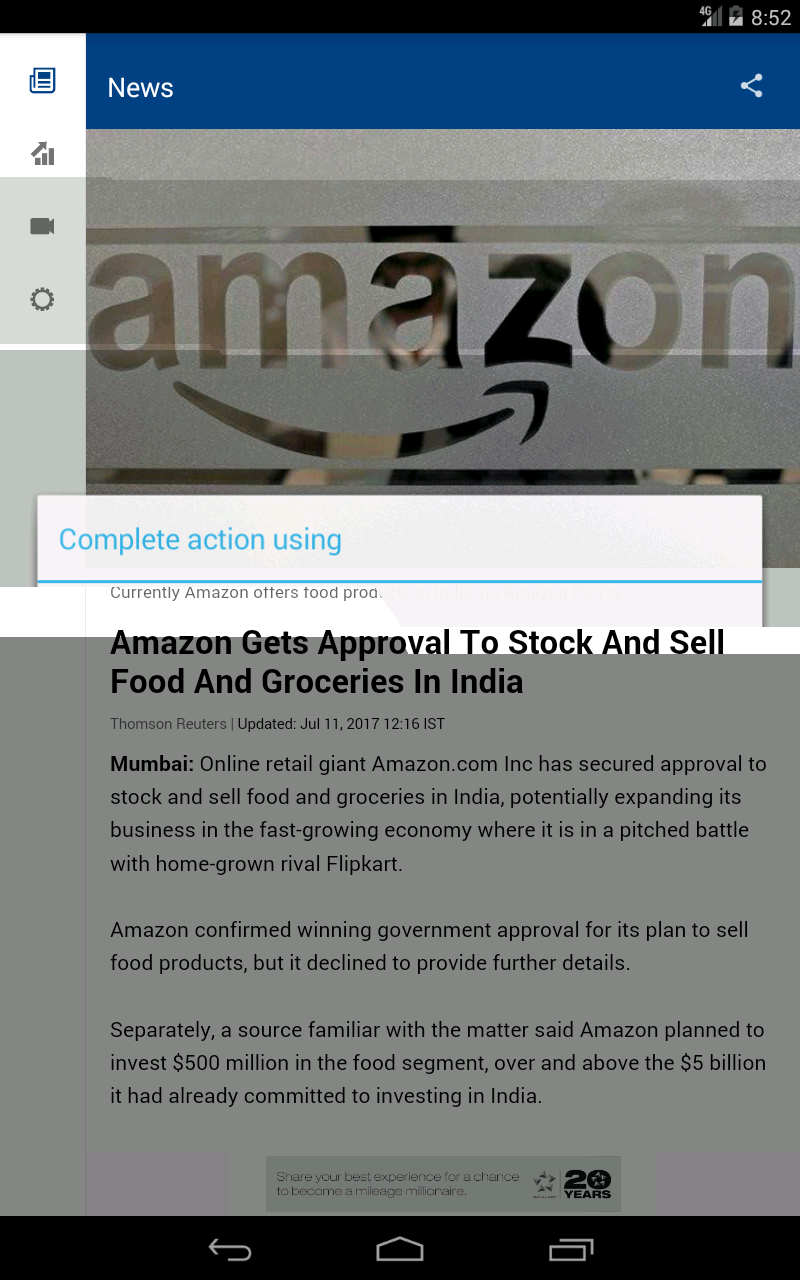 4G 8:52
News
amazon
Complete action using
Currently Amazon offers food products in India via Amazon Pantry
Amazon Gets Approval To Stock And Sell
Food And Groceries In India
Thomson Reuters | Updated: Jul 11, 2017 12:16 IST
Mumbai: Online retail giant Amazon.com Inc has secured approval to
stock and sell food and groceries in India, potentially expanding its
business in the fast-growing economy where it is in a pitched battle
with home-grown rival Flipkart.
Amazon confirmed winning government approval for its plan to sell
food products, but it declined to provide further details.
Separately, a source familiar with the matter said Amazon planned to
invest $500 million in the food segment, over and above the $5 billion
it had already committed to investing in India.
Share your best experience for a chance
to become a mileage millionaire.
20
YEARS